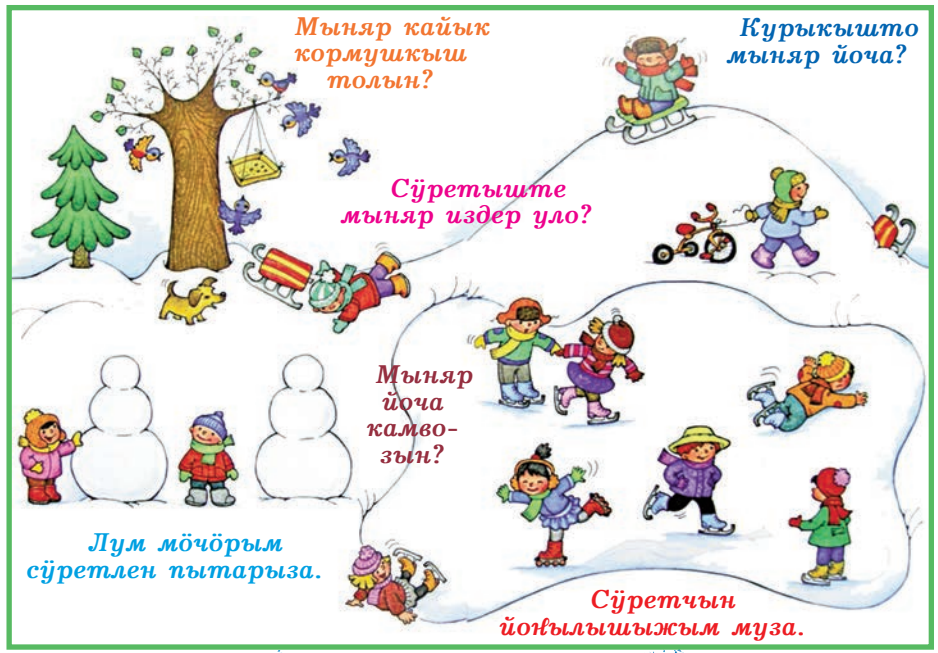 Мыняр кайык
кормушкыш
толын?
Курыкышто
мыняр йоча?
Сӱретыште
мыняр издер уло?
Мыняр
йоча
камво-
зын?
Лум мӧчӧрым
сӱретлен пытарыза.
Сӱретчын
йоҥылышыжым муза.